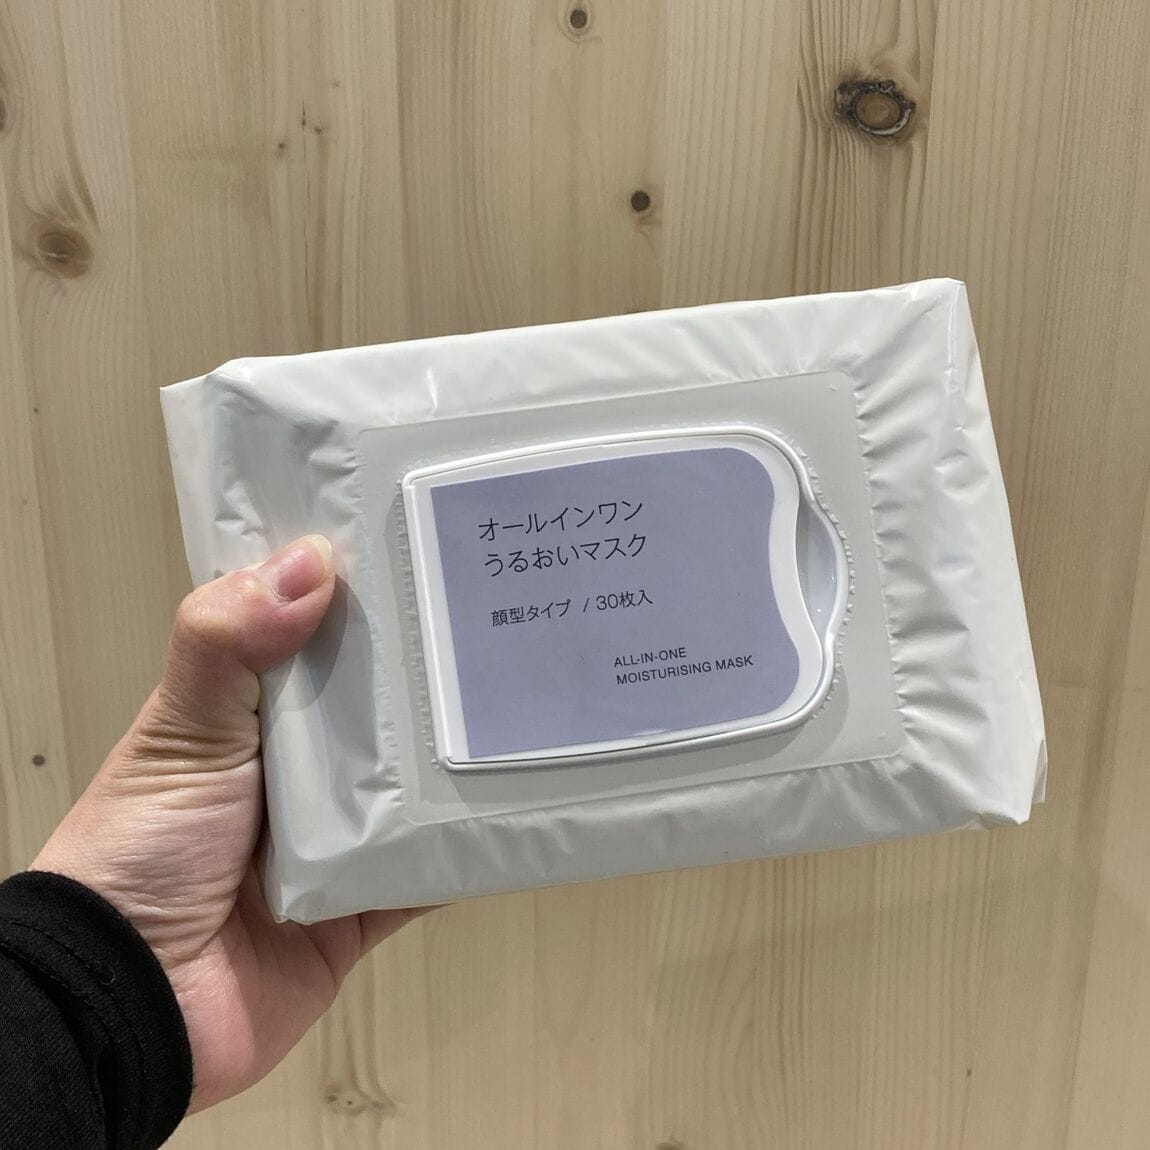 オールインワン
うるおいマスク
顔型タイプ / 30枚入
ALL-IN-ONE
MOISTURISING MASK